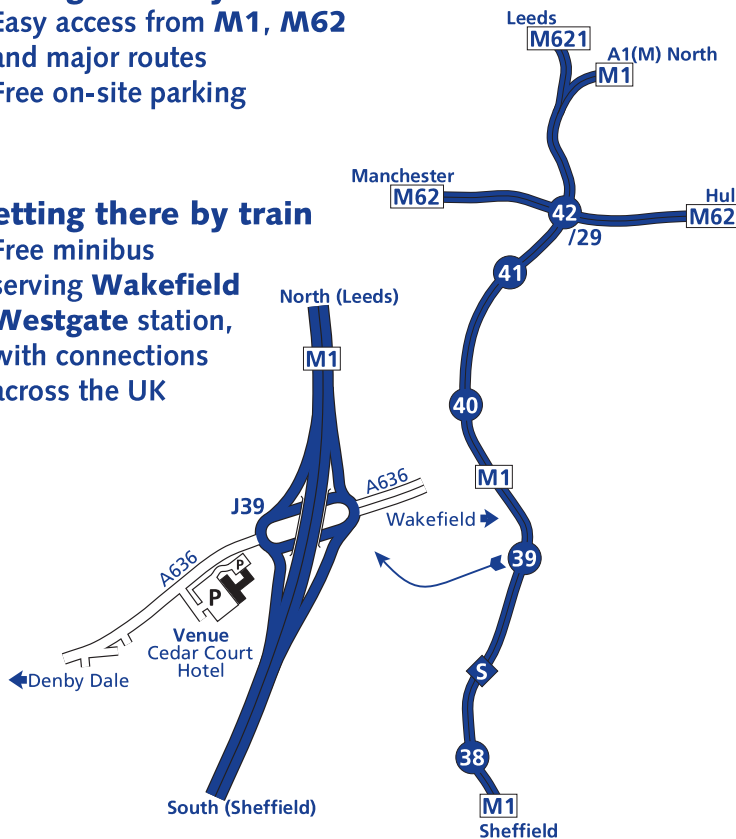 Easy access from M1, M62
and major routes
Free on-site parking
etting there by train
Free minibus
serving Wakefield
Westgate station,
with connections
across the UK
Leeds
M621
A1(M) North
M1
Manchester
M62
Hul
M62
42
/29
41
40
M1
Wakefield
39
S
38
M1
Sheffield
North (Leeds)
M1
J39
A636
A636
P
P
Venue
Cedar Court
Hotel
Denby Dale
South (Sheffield)